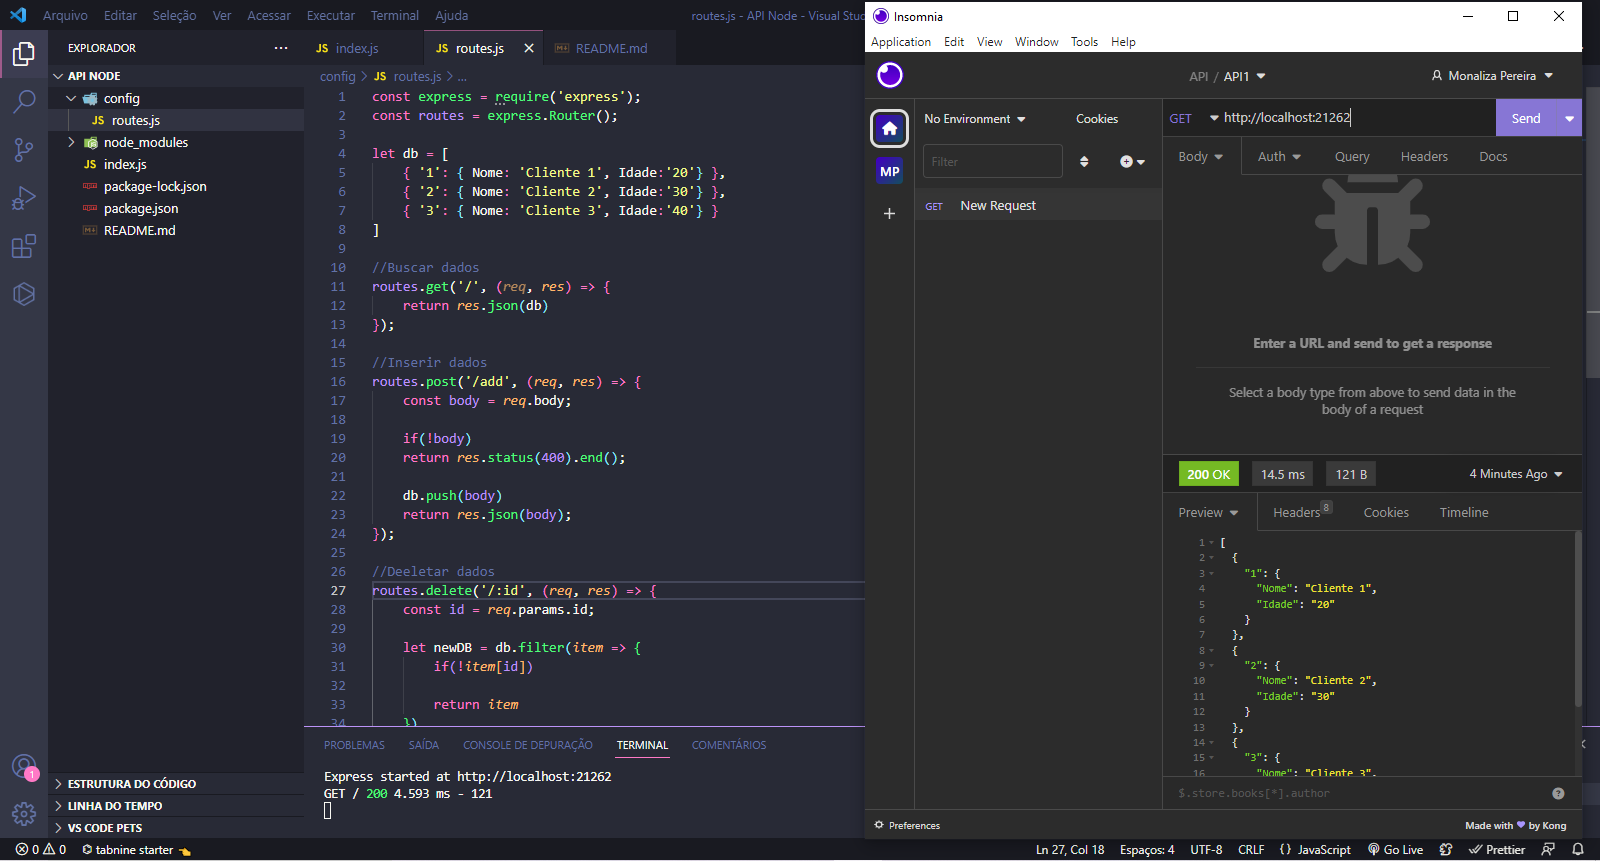 Arquivo Editar Seleção Ver Acessar Executar Terminal Ajuda
routes.js - API Node - Visual Stu
EXPLORADOR ···
API NODE
config
JS routes.js
node_modules
JS index.js
package-lock.json
package.json
README.md
ESTRUTURA DO CÓDIGO
LINHA DO TEMPO
VS CODE PETS
1
JS index.js
JS routes.js
README.md
config > JS routes.js > ...
1 const express = require('express');
2 const routes = express.Router();
3
4 let db = [
5 { '1': { Nome: 'Cliente 1', Idade:'20'} },
6 { '2': { Nome: 'Cliente 2', Idade:'30'} },
7 { '3': { Nome: 'Cliente 3', Idade:'40'} }
8 ]
9
10 //Buscar dados
11 routes.get('/', (req, res) => {
12 return res.json(db)
13 });
14
15 //Inserir dados
16 routes.post('/add', (req, res) => {
17 const body = req.body;
18
19 if(!body)
20 return res.status(400).end();
21
22 db.push(body)
23 return res.json(body);
24 });
25
26 //Deeletar dados
27 routes.delete('/:id', (req, res) => {
28 const id = req.params.id;
29
30 let newDB = db.filter(item => {
31 if(!item[id])
32
33 return item
34 })
PROBLEMAS SAÍDA CONSOLE DE DEPURAÇÃO TERMINAL COMENTÁRIOS
Express started at http://localhost:21262
GET / 200 4.593 ms - 121
Insomnia
Application Edit View Window Tools Help
API / API1
Monaliza Pereira
MP
No Environment Cookies
Filter
GET New Request
GET http://localhost:21262
Send
Body Auth Query Headers Docs
Enter a URL and send to get a response
Select a body type from above to send data in the
body of a request
200 OK 14.5 ms 121 B 4 Minutes Ago
Preview Headers 8 Cookies Timeline
1 [
2 {
3 "1": {
4 "Nome": "Cliente 1",
5 "Idade": "20"
6 }
7 },
8 {
9 "2": {
10 "Nome": "Cliente 2",
11 "Idade": "30"
12 }
13 },
14 {
15 "3": {
16 "Nome": "Cliente 3",
$.store.books[*].author
Preferences
Made with by Kong
0 0 tabnine starter
Ln 27, Col 18 Espaços: 4 UTF-8 CRLF {} JavaScript Go Live Prettier